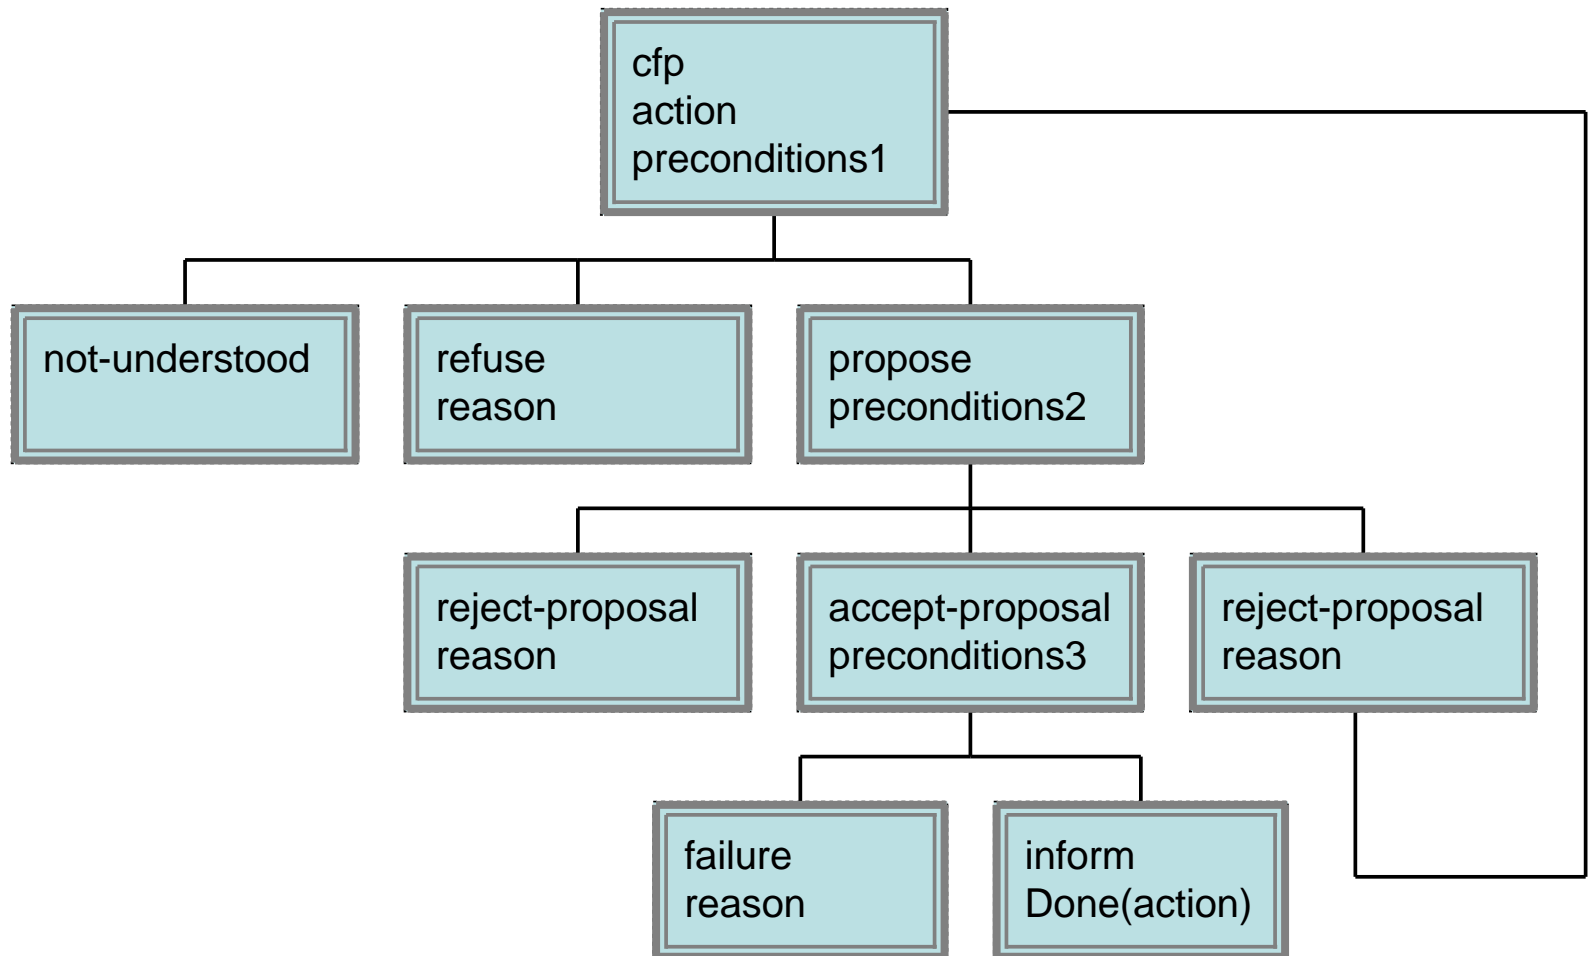 cfp
action
preconditions1
not-understood
refuse
reason
propose
preconditions2
reject-proposal
reason
accept-proposal
preconditions3
reject-proposal
reason
failure
reason
inform
Done(action)